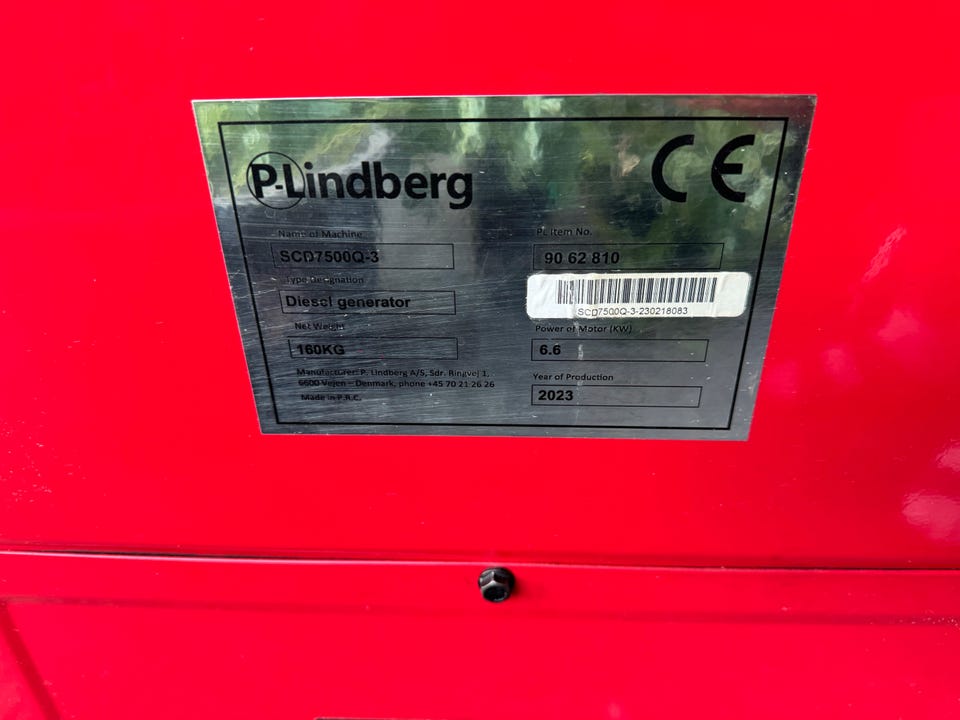 P-Lindberg
CE
Name of Machine
SCD7500Q-3
Type designation
Diesel generator
Net Weight
160KG
Manufacturer: P. Lindberg A/S, Sdr. Ringvej 1,
6600 Vejen – Denmark, phone +45 70 21 26 26
Made in P.R.C.
PL Item No.
90 62 810
SCD7500Q-3-230218083
Power of Motor (KW)
6.6
Year of Production
2023